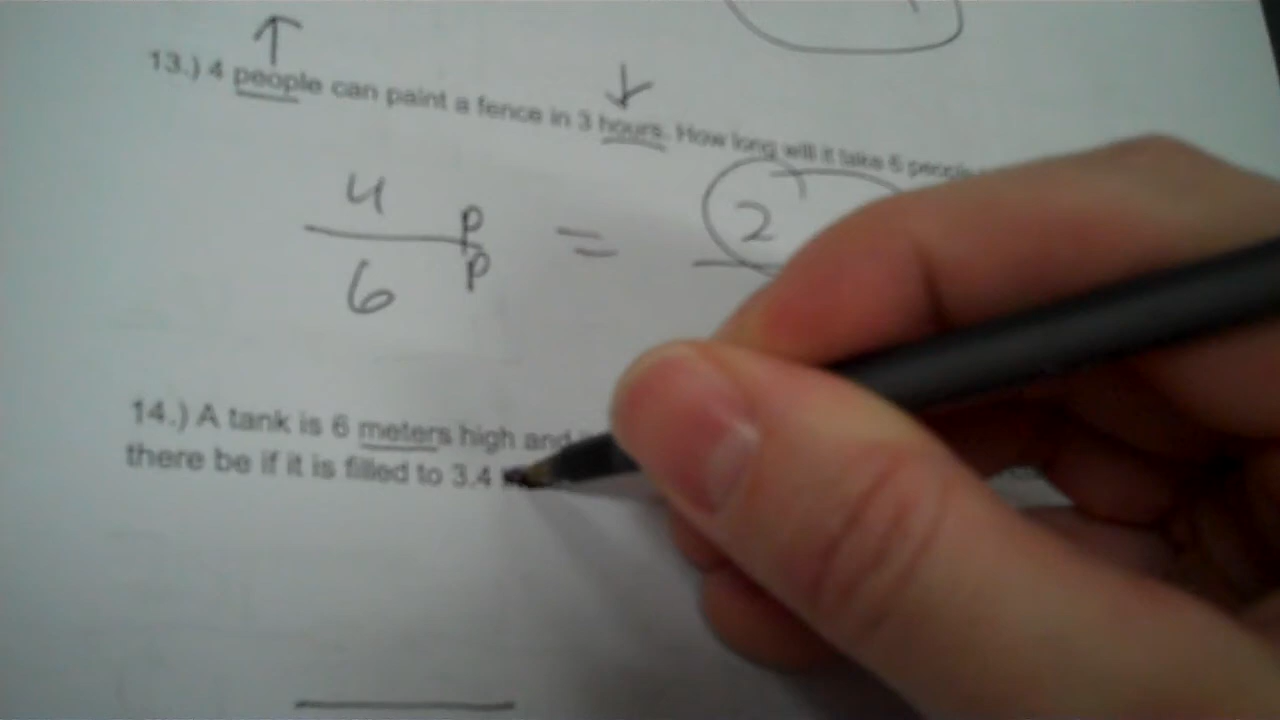 13.) 4 people can paint a fence in 3 hours. How long will it take 6 people
4 p = 2
6 p
14.) A tank is 6 meters high and
there be if it is filled to 3.4